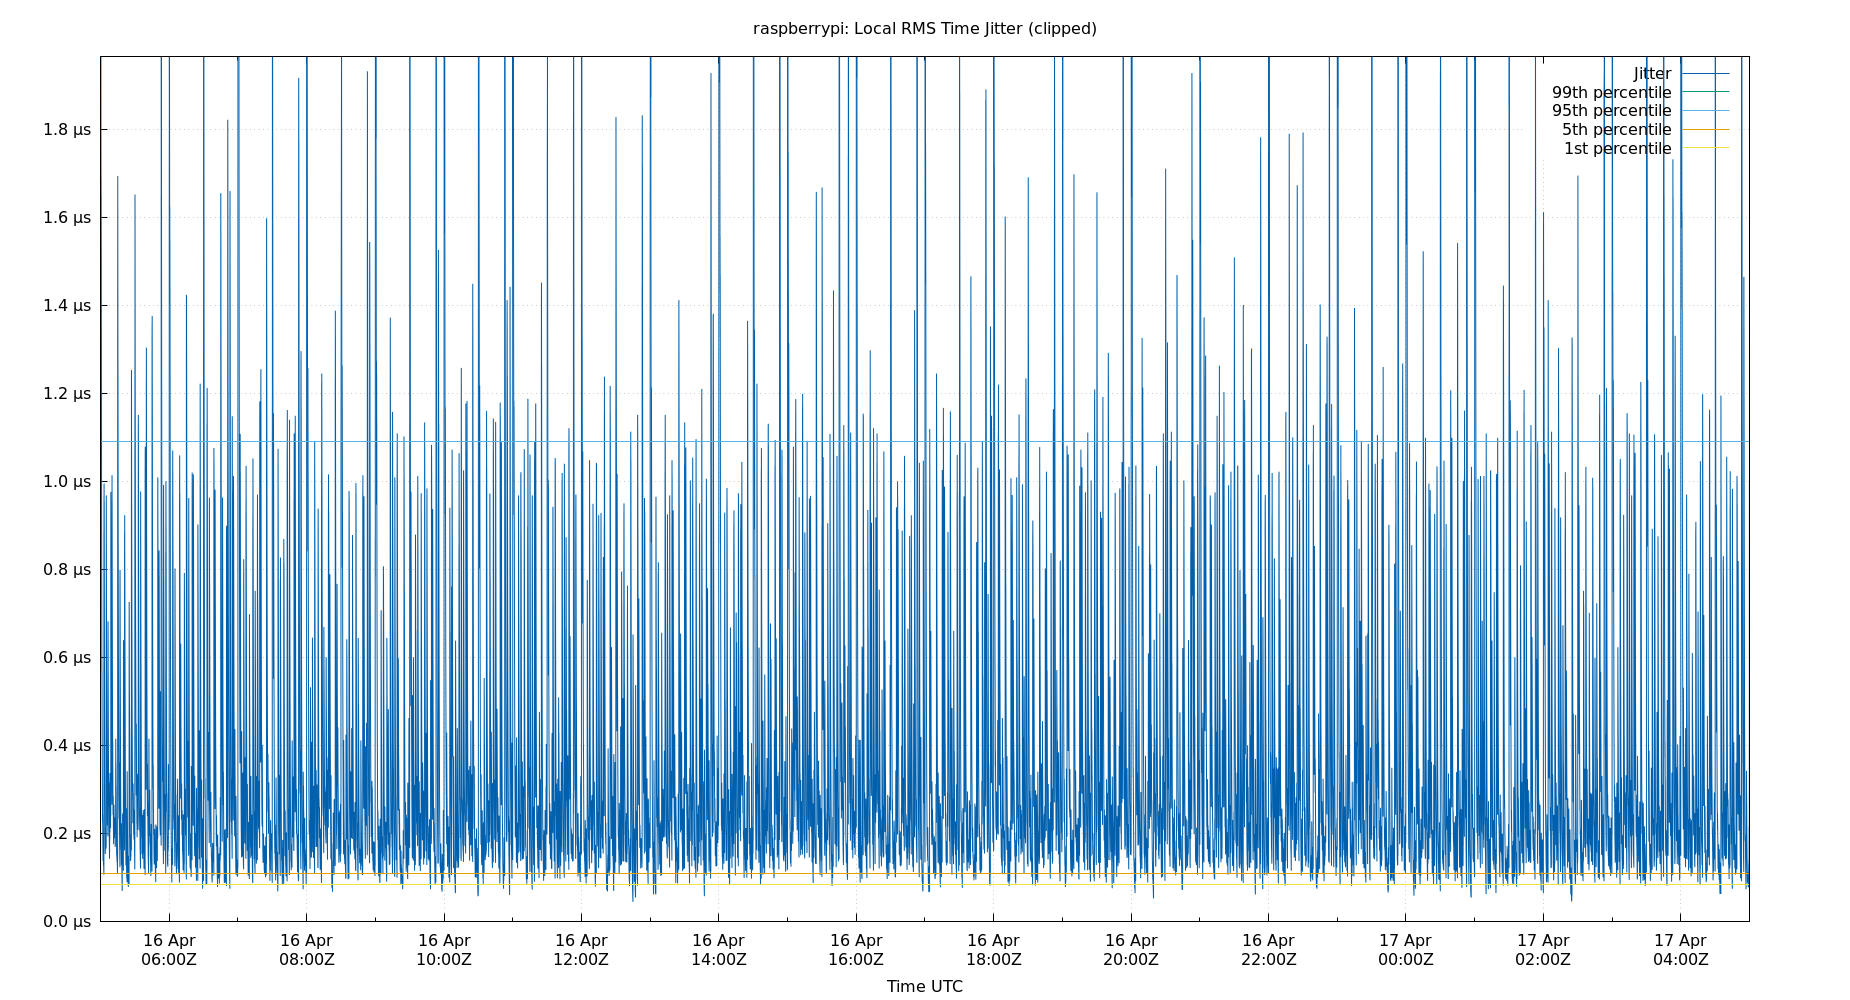 raspberrypi: Local RMS Time Jitter (clipped)
Jitter
99th percentile
95th percentile
5th percentile
1st percentile
1.8 µs
1.6 µs
1.4 µs
1.2 µs
1.0 µs
0.8 µs
0.6 µs
0.4 µs
0.2 µs
0.0 µs
16 Apr 16 Apr 16 Apr 16 Apr 16 Apr 16 Apr 16 Apr 16 Apr 16 Apr 17 Apr 17 Apr 17 Apr
06:00Z 08:00Z 10:00Z 12:00Z 14:00Z 16:00Z 18:00Z 20:00Z 22:00Z 00:00Z 02:00Z 04:00Z
Time UTC